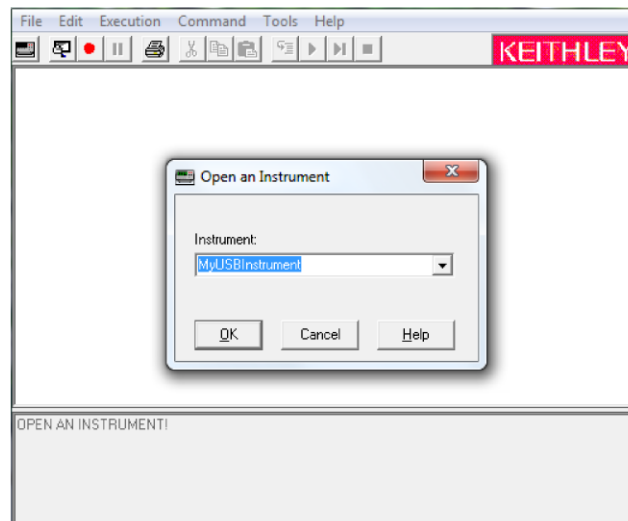 File Edit Execution Command Tools Help
KEITHLEY
Open an Instrument
Instrument:
MyUSBInstrument
OK Cancel Help
OPEN AN INSTRUMENT!